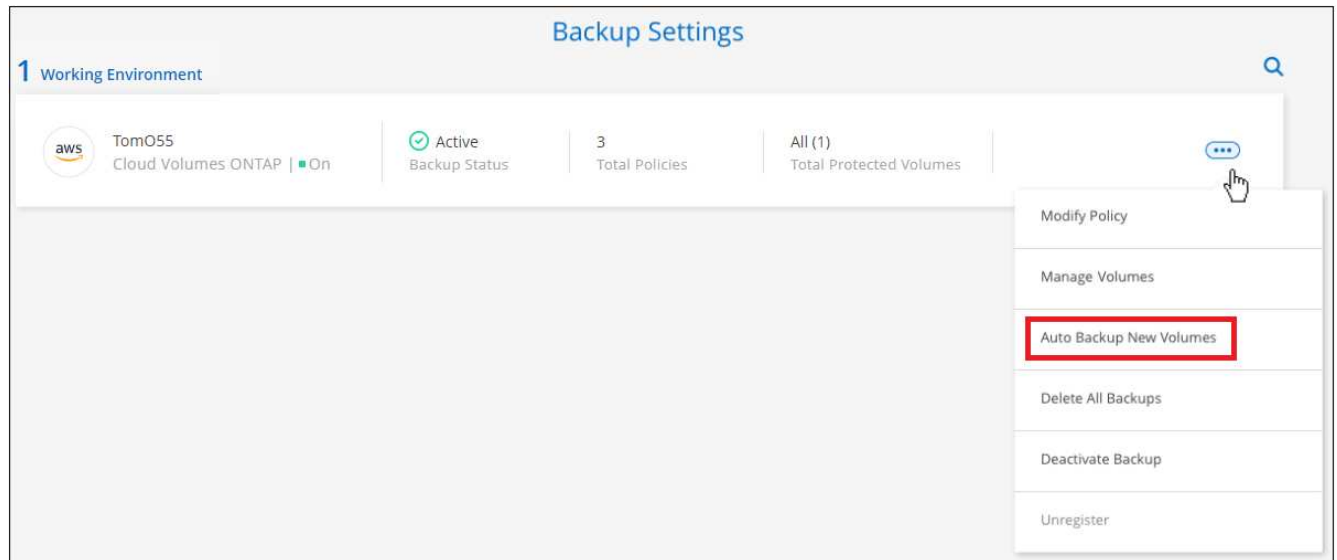 Backup Settings
1 Working Environment
aws
TomO55
Cloud Volumes ONTAP | On
Active
Backup Status
3
Total Policies
All (1)
Total Protected Volumes
Modify Policy
Manage Volumes
Auto Backup New Volumes
Delete All Backups
Deactivate Backup
Unregister